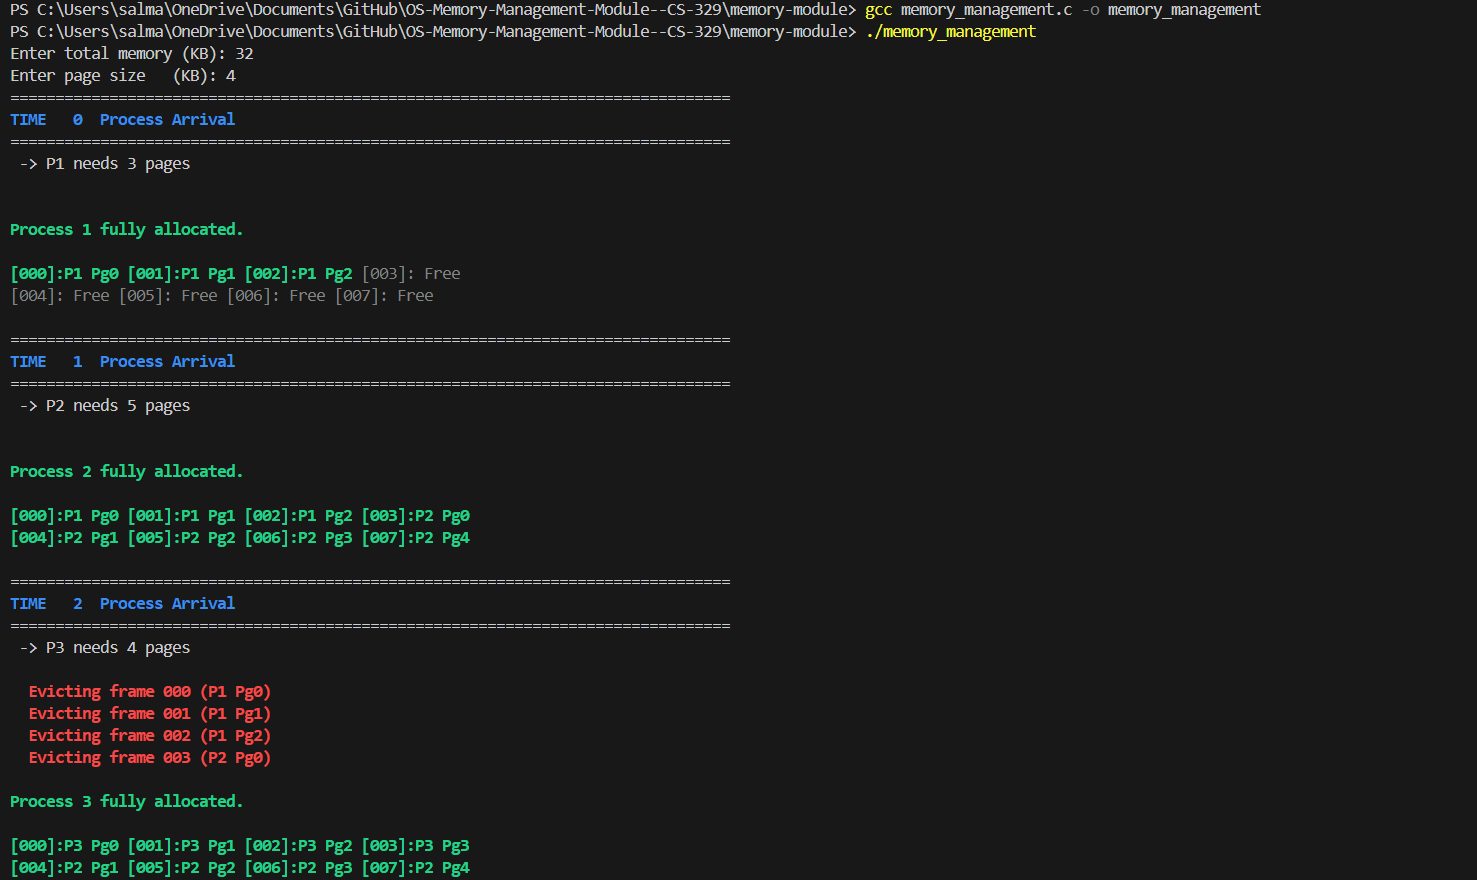 PS C:\Users\salma\OneDrive\Documents\GitHub\OS-Memory-Management-Module--CS-329\memory-module> gcc memory_management.c -o memory_management
PS C:\Users\salma\OneDrive\Documents\GitHub\OS-Memory-Management-Module--CS-329\memory-module> ./memory_management
Enter total memory (KB): 32
Enter page size   (KB): 4
================================================================================
TIME   0  Process Arrival
================================================================================
 -> P1 needs 3 pages
Process 1 fully allocated.
[000]:P1 Pg0 [001]:P1 Pg1 [002]:P1 Pg2 [003]: Free
[004]: Free [005]: Free [006]: Free [007]: Free
================================================================================
TIME   1  Process Arrival
================================================================================
 -> P2 needs 5 pages
Process 2 fully allocated.
[000]:P1 Pg0 [001]:P1 Pg1 [002]:P1 Pg2 [003]:P2 Pg0
[004]:P2 Pg1 [005]:P2 Pg2 [006]:P2 Pg3 [007]:P2 Pg4
================================================================================
TIME   2  Process Arrival
================================================================================
 -> P3 needs 4 pages
  Evicting frame 000 (P1 Pg0)
  Evicting frame 001 (P1 Pg1)
  Evicting frame 002 (P1 Pg2)
  Evicting frame 003 (P2 Pg0)
Process 3 fully allocated.
[000]:P3 Pg0 [001]:P3 Pg1 [002]:P3 Pg2 [003]:P3 Pg3
[004]:P2 Pg1 [005]:P2 Pg2 [006]:P2 Pg3 [007]:P2 Pg4